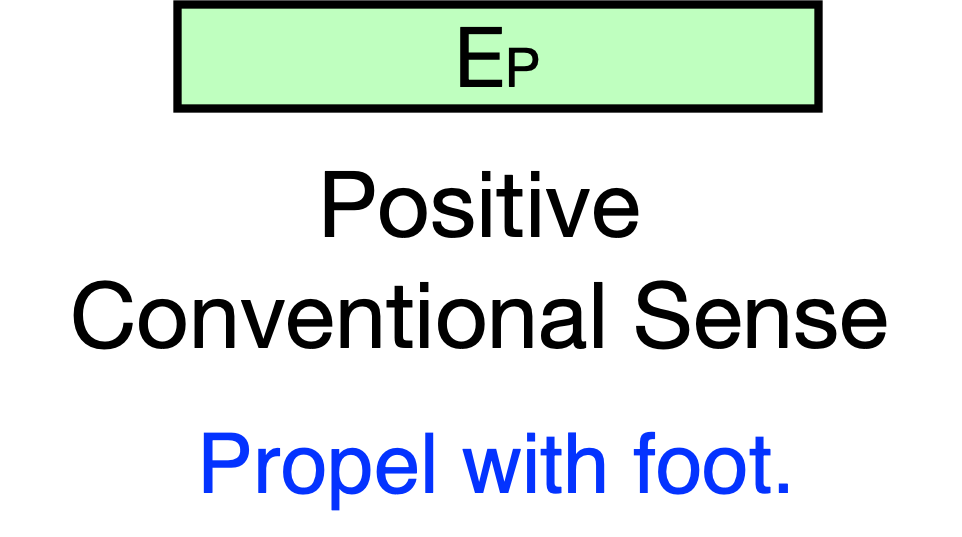 EP
Positive
Conventional Sense
Propel with foot.